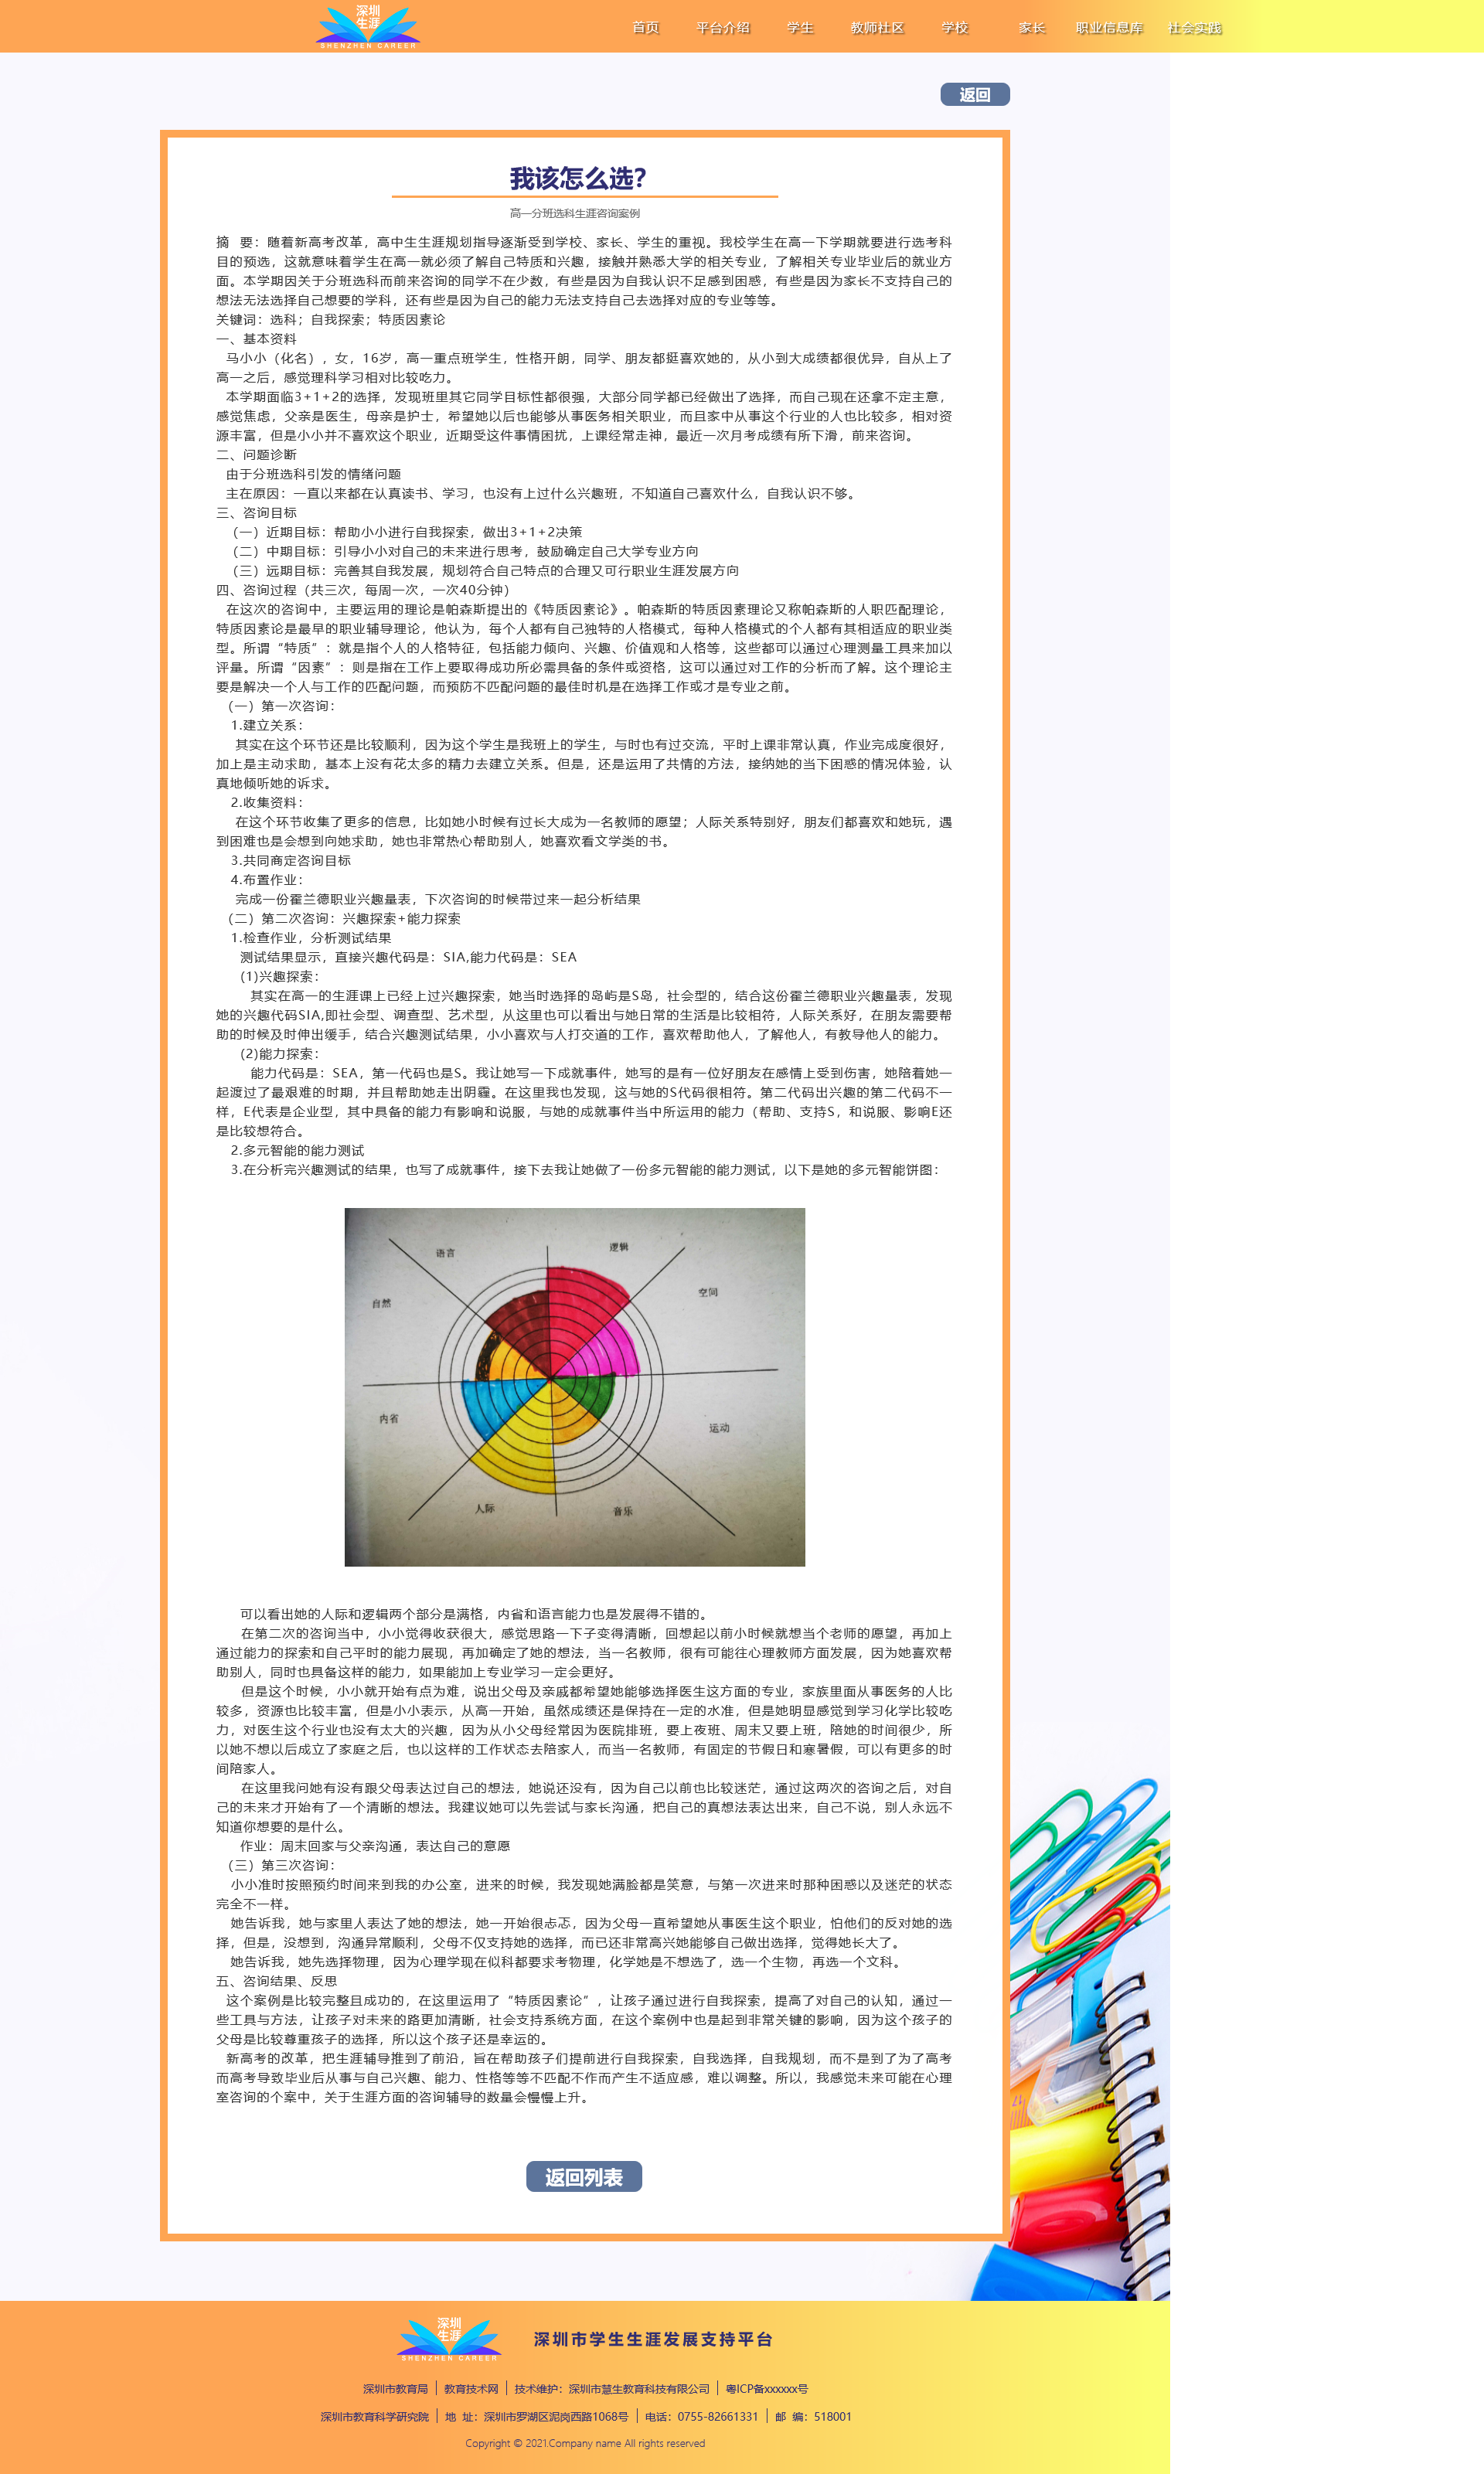 深圳
生涯
SHENZHEN CAREER
首页 平台介绍 学生 教师社区 学校 家长 职业信息库 社会实践
返回
我该怎么选？
高一分班选科生涯咨询案例
摘 要：随着新高考改革，高中生生涯规划指导逐渐受到学校、家长、学生的重视。我校学生在高一下学期就要进行选考科
目的预选，这就意味着学生在高一就必须了解自己特质和兴趣，接触并熟悉大学的相关专业，了解相关专业毕业后的就业方
面。本学期因关于分班选科而前来咨询的同学不在少数，有些是因为自我认识不足感到困惑，有些是因为家长不支持自己的
想法无法选择自己想要的学科，还有些是因为自己的能力无法支持自己去选择对应的专业等等。
关键词：选科；自我探索；特质因素论
一、基本资料
马小小（化名），女，16岁，高一重点班学生，性格开朗，同学、朋友都挺喜欢她的，从小到大成绩都很优异，自从上了
高一之后，感觉理科学习相对比较吃力。
本学期面临3+1+2的选择，发现班里其它同学目标性都很强，大部分同学都已经做出了选择，而自己现在还拿不定主意，
感觉焦虑，父亲是医生，母亲是护士，希望她以后也能够从事医务相关职业，而且家中从事这个行业的人也比较多，相对资
源丰富，但是小小并不喜欢这个职业，近期受这件事情困扰，上课经常走神，最近一次月考成绩有所下滑，前来咨询。
二、问题诊断
由于分班选科引发的情绪问题
主在原因：一直以来都在认真读书、学习，也没有上过什么兴趣班，不知道自己喜欢什么，自我认识不够。
三、咨询目标
（一）近期目标：帮助小小进行自我探索，做出3+1+2决策
（二）中期目标：引导小小对自己的未来进行思考，鼓励确定自己大学专业方向
（三）远期目标：完善其自我发展，规划符合自己特点的合理又可行职业生涯发展方向
四、咨询过程（共三次，每周一次，一次40分钟）
在这次的咨询中，主要运用的理论是帕森斯提出的《特质因素论》。帕森斯的特质因素理论又称帕森斯的人职匹配理论，
特质因素论是最早的职业辅导理论，他认为，每个人都有自己独特的人格模式，每种人格模式的个人都有其相适应的职业类
型。所谓“特质”：就是指个人的人格特征，包括能力倾向、兴趣、价值观和人格等，这些都可以通过心理测量工具来加以
评量。所谓“因素”：则是指在工作上要取得成功所必需具备的条件或资格，这可以通过对工作的分析而了解。这个理论主
要是解决一个人与工作的匹配问题，而预防不匹配问题的最佳时机是在选择工作或才是专业之前。
（一）第一次咨询：
1.建立关系：
其实在这个环节还是比较顺利，因为这个学生是我班上的学生，与时也有过交流，平时上课非常认真，作业完成度很好，
加上是主动求助，基本上没有花太多的精力去建立关系。但是，还是运用了共情的方法，接纳她的当下困惑的情况体验，认
真地倾听她的诉求。
2.收集资料：
在这个环节收集了更多的信息，比如她小时候有过长大成为一名教师的愿望；人际关系特别好，朋友们都喜欢和她玩，遇
到困难也是会想到向她求助，她也非常热心帮助别人，她喜欢看文学类的书。
3.共同商定咨询目标
4.布置作业：
完成一份霍兰德职业兴趣量表，下次咨询的时候带过来一起分析结果
（二）第二次咨询：兴趣探索+能力探索
1.检查作业，分析测试结果
测试结果显示，直接兴趣代码是：SIA,能力代码是：SEA
(1)兴趣探索：
其实在高一的生涯课上已经上过兴趣探索，她当时选择的岛屿是S岛，社会型的，结合这份霍兰德职业兴趣量表，发现
她的兴趣代码SIA,即社会型、调查型、艺术型，从这里也可以看出与她日常的生活是比较相符，人际关系好，在朋友需要帮
助的时候及时伸出缓手，结合兴趣测试结果，小小喜欢与人打交道的工作，喜欢帮助他人，了解他人，有教导他人的能力。
(2)能力探索：
能力代码是：SEA，第一代码也是S。我让她写一下成就事件，她写的是有一位好朋友在感情上受到伤害，她陪着她一
起渡过了最艰难的时期，并且帮助她走出阴霾。在这里我也发现，这与她的S代码很相符。第二代码出兴趣的第二代码不一
样，E代表是企业型，其中具备的能力有影响和说服，与她的成就事件当中所运用的能力（帮助、支持S，和说服、影响E还
是比较想符合。
2.多元智能的能力测试
3.在分析完兴趣测试的结果，也写了成就事件，接下去我让她做了一份多元智能的能力测试，以下是她的多元智能饼图：
语言 逻辑
自然 空间
内省 运动
人际 音乐
可以看出她的人际和逻辑两个部分是满格，内省和语言能力也是发展得不错的。
在第二次的咨询当中，小小觉得收获很大，感觉思路一下子变得清晰，回想起以前小时候就想当个老师的愿望，再加上
通过能力的探索和自己平时的能力展现，再加确定了她的想法，当一名教师，很有可能往心理教师方面发展，因为她喜欢帮
助别人，同时也具备这样的能力，如果能加上专业学习一定会更好。
但是这个时候，小小就开始有点为难，说出父母及亲戚都希望她能够选择医生这方面的专业，家族里面从事医务的人比
较多，资源也比较丰富，但是小小表示，从高一开始，虽然成绩还是保持在一定的水准，但是她明显感觉到学习化学比较吃
力，对医生这个行业也没有太大的兴趣，因为从小父母经常因为医院排班，要上夜班、周末又要上班，陪她的时间很少，所
以她不想以后成立了家庭之后，也以这样的工作状态去陪家人，而当一名教师，有固定的节假日和寒暑假，可以有更多的时
间陪家人。
在这里我问她有没有跟父母表达过自己的想法，她说还没有，因为自己以前也比较迷茫，通过这两次的咨询之后，对自
己的未来才开始有了一个清晰的想法。我建议她可以先尝试与家长沟通，把自己的真想法表达出来，自己不说，别人永远不
知道你想要的是什么。
作业：周末回家与父亲沟通，表达自己的意愿
（三）第三次咨询：
小小准时按照预约时间来到我的办公室，进来的时候，我发现她满脸都是笑意，与第一次进来时那种困惑以及迷茫的状态
完全不一样。
她告诉我，她与家里人表达了她的想法，她一开始很忐忑，因为父母一直希望她从事医生这个职业，怕他们的反对她的选
择，但是，没想到，沟通异常顺利，父母不仅支持她的选择，而已还非常高兴她能够自己做出选择，觉得她长大了。
她告诉我，她先选择物理，因为心理学现在似科都要求考物理，化学她是不想选了，选一个生物，再选一个文科。
五、咨询结果、反思
这个案例是比较完整且成功的，在这里运用了“特质因素论”，让孩子通过进行自我探索，提高了对自己的认知，通过一
些工具与方法，让孩子对未来的路更加清晰，社会支持系统方面，在这个案例中也是起到非常关键的影响，因为这个孩子的
父母是比较尊重孩子的选择，所以这个孩子还是幸运的。
新高考的改革，把生涯辅导推到了前沿，旨在帮助孩子们提前进行自我探索，自我选择，自我规划，而不是到了为了高考
而高考导致毕业后从事与自己兴趣、能力、性格等等不匹配不作而产生不适应感，难以调整。所以，我感觉未来可能在心理
室咨询的个案中，关于生涯方面的咨询辅导的数量会慢慢上升。
返回列表
深圳
生涯
SHENZHEN CAREER
深圳市学生生涯发展支持平台
深圳市教育局 | 教育技术网 | 技术维护：深圳市慧生教育科技有限公司 | 粤ICP备xxxxxx号
深圳市教育科学研究院 | 地 址：深圳市罗湖区泥岗西路1068号 | 电话：0755-82661331 | 邮 编：518001
Copyright © 2021.Company name All rights reserved